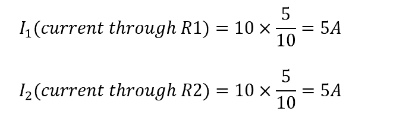 I₁(current through R1) = 10 × 5/10 = 5A
I₂(current through R2) = 10 × 5/10 = 5A